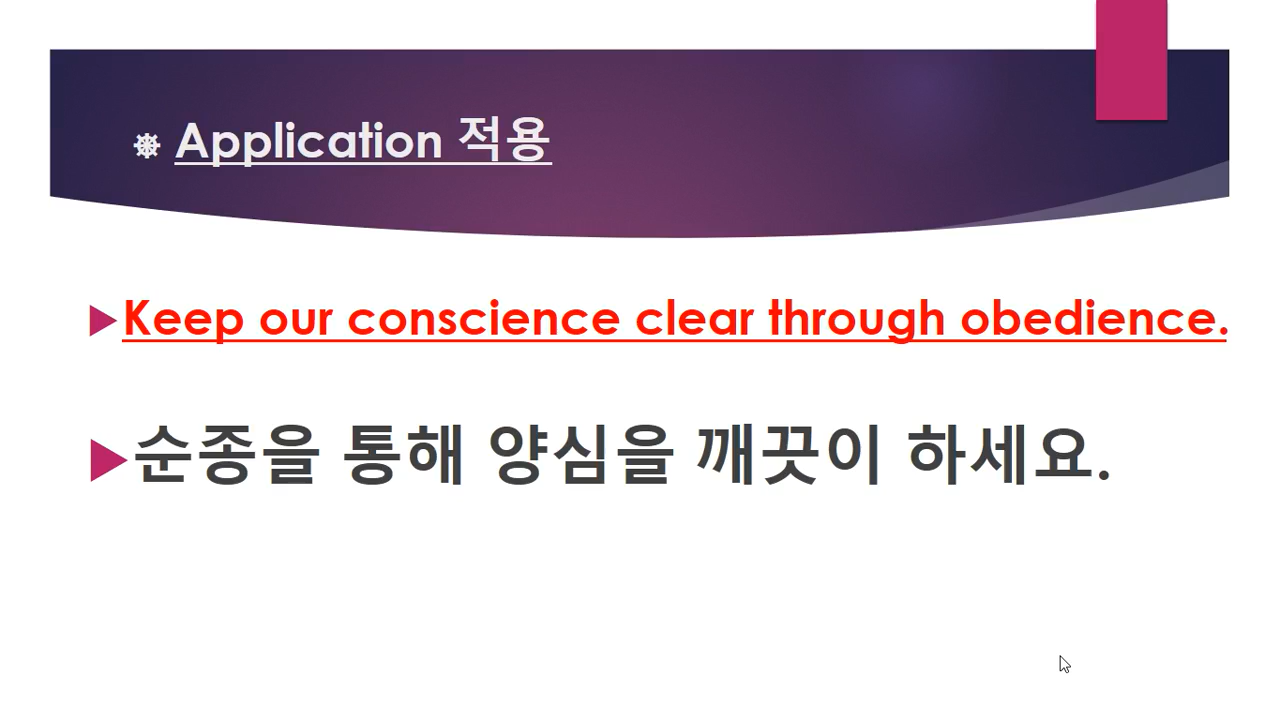 Application 적용
Keep our conscience clear through obedience.
순종을 통해 양심을 깨끗이 하세요.